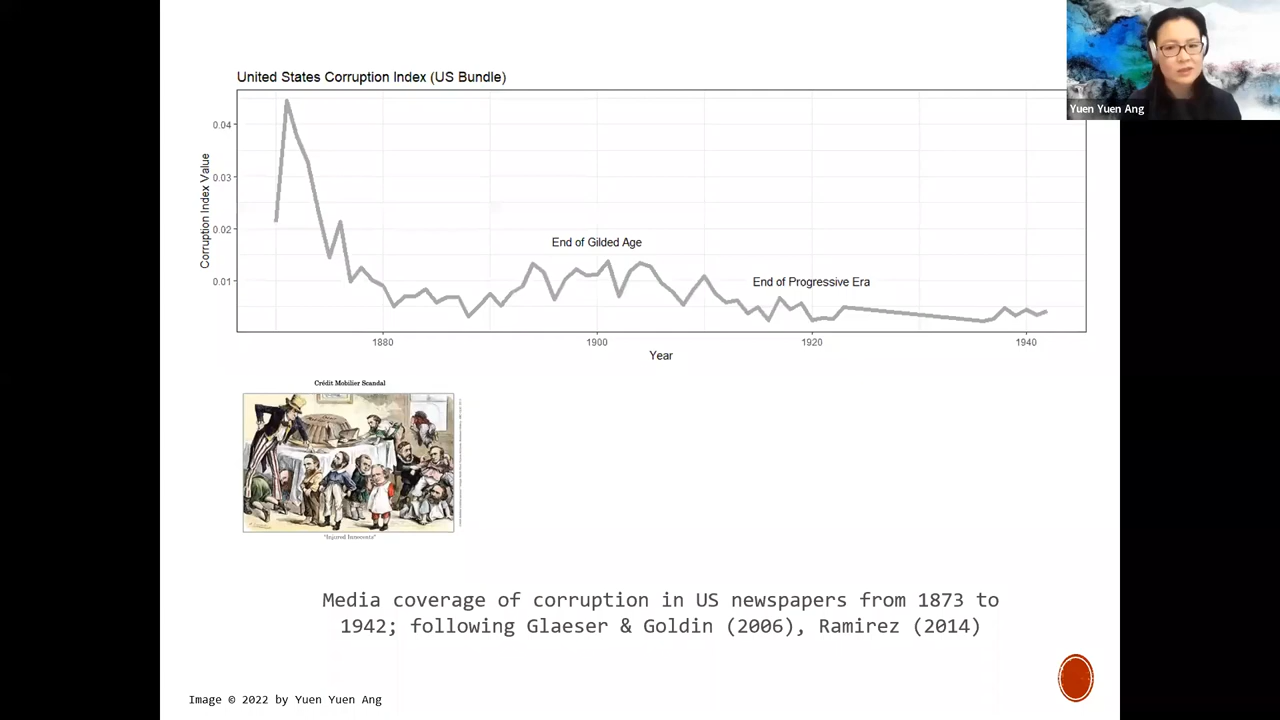 Yuen Yuen Ang
United States Corruption Index (US Bundle)
Corruption Index Value
0.04
0.03
0.02
0.01
End of Gilded Age
End of Progressive Era
1880
1900
1920
1940
Year
Crédit Mobilier Scandal
"Injured Innocents"
Media coverage of corruption in US newspapers from 1873 to
1942; following Glaeser & Goldin (2006), Ramirez (2014)
Image © 2022 by Yuen Yuen Ang